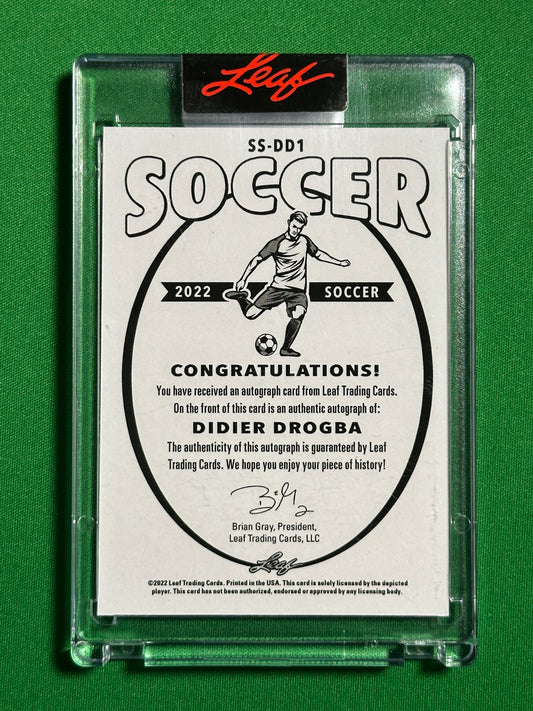 Leaf
SS-DD1
SOCCER
2022 SOCCER
CONGRATULATIONS!
You have received an autograph card from Leaf Trading Cards.
On the front of this card is an authentic autograph of:
DIDIER DROGBA
The authenticity of this autograph is guaranteed by Leaf
Trading Cards. We hope you enjoy your piece of history!
Brian Gray, President,
Leaf Trading Cards, LLC
Leaf
©2022 Leaf Trading Cards. Printed in the USA. This card is solely licensed by the depicted
player. This card has not been authorized, endorsed or approved by any licensing body.